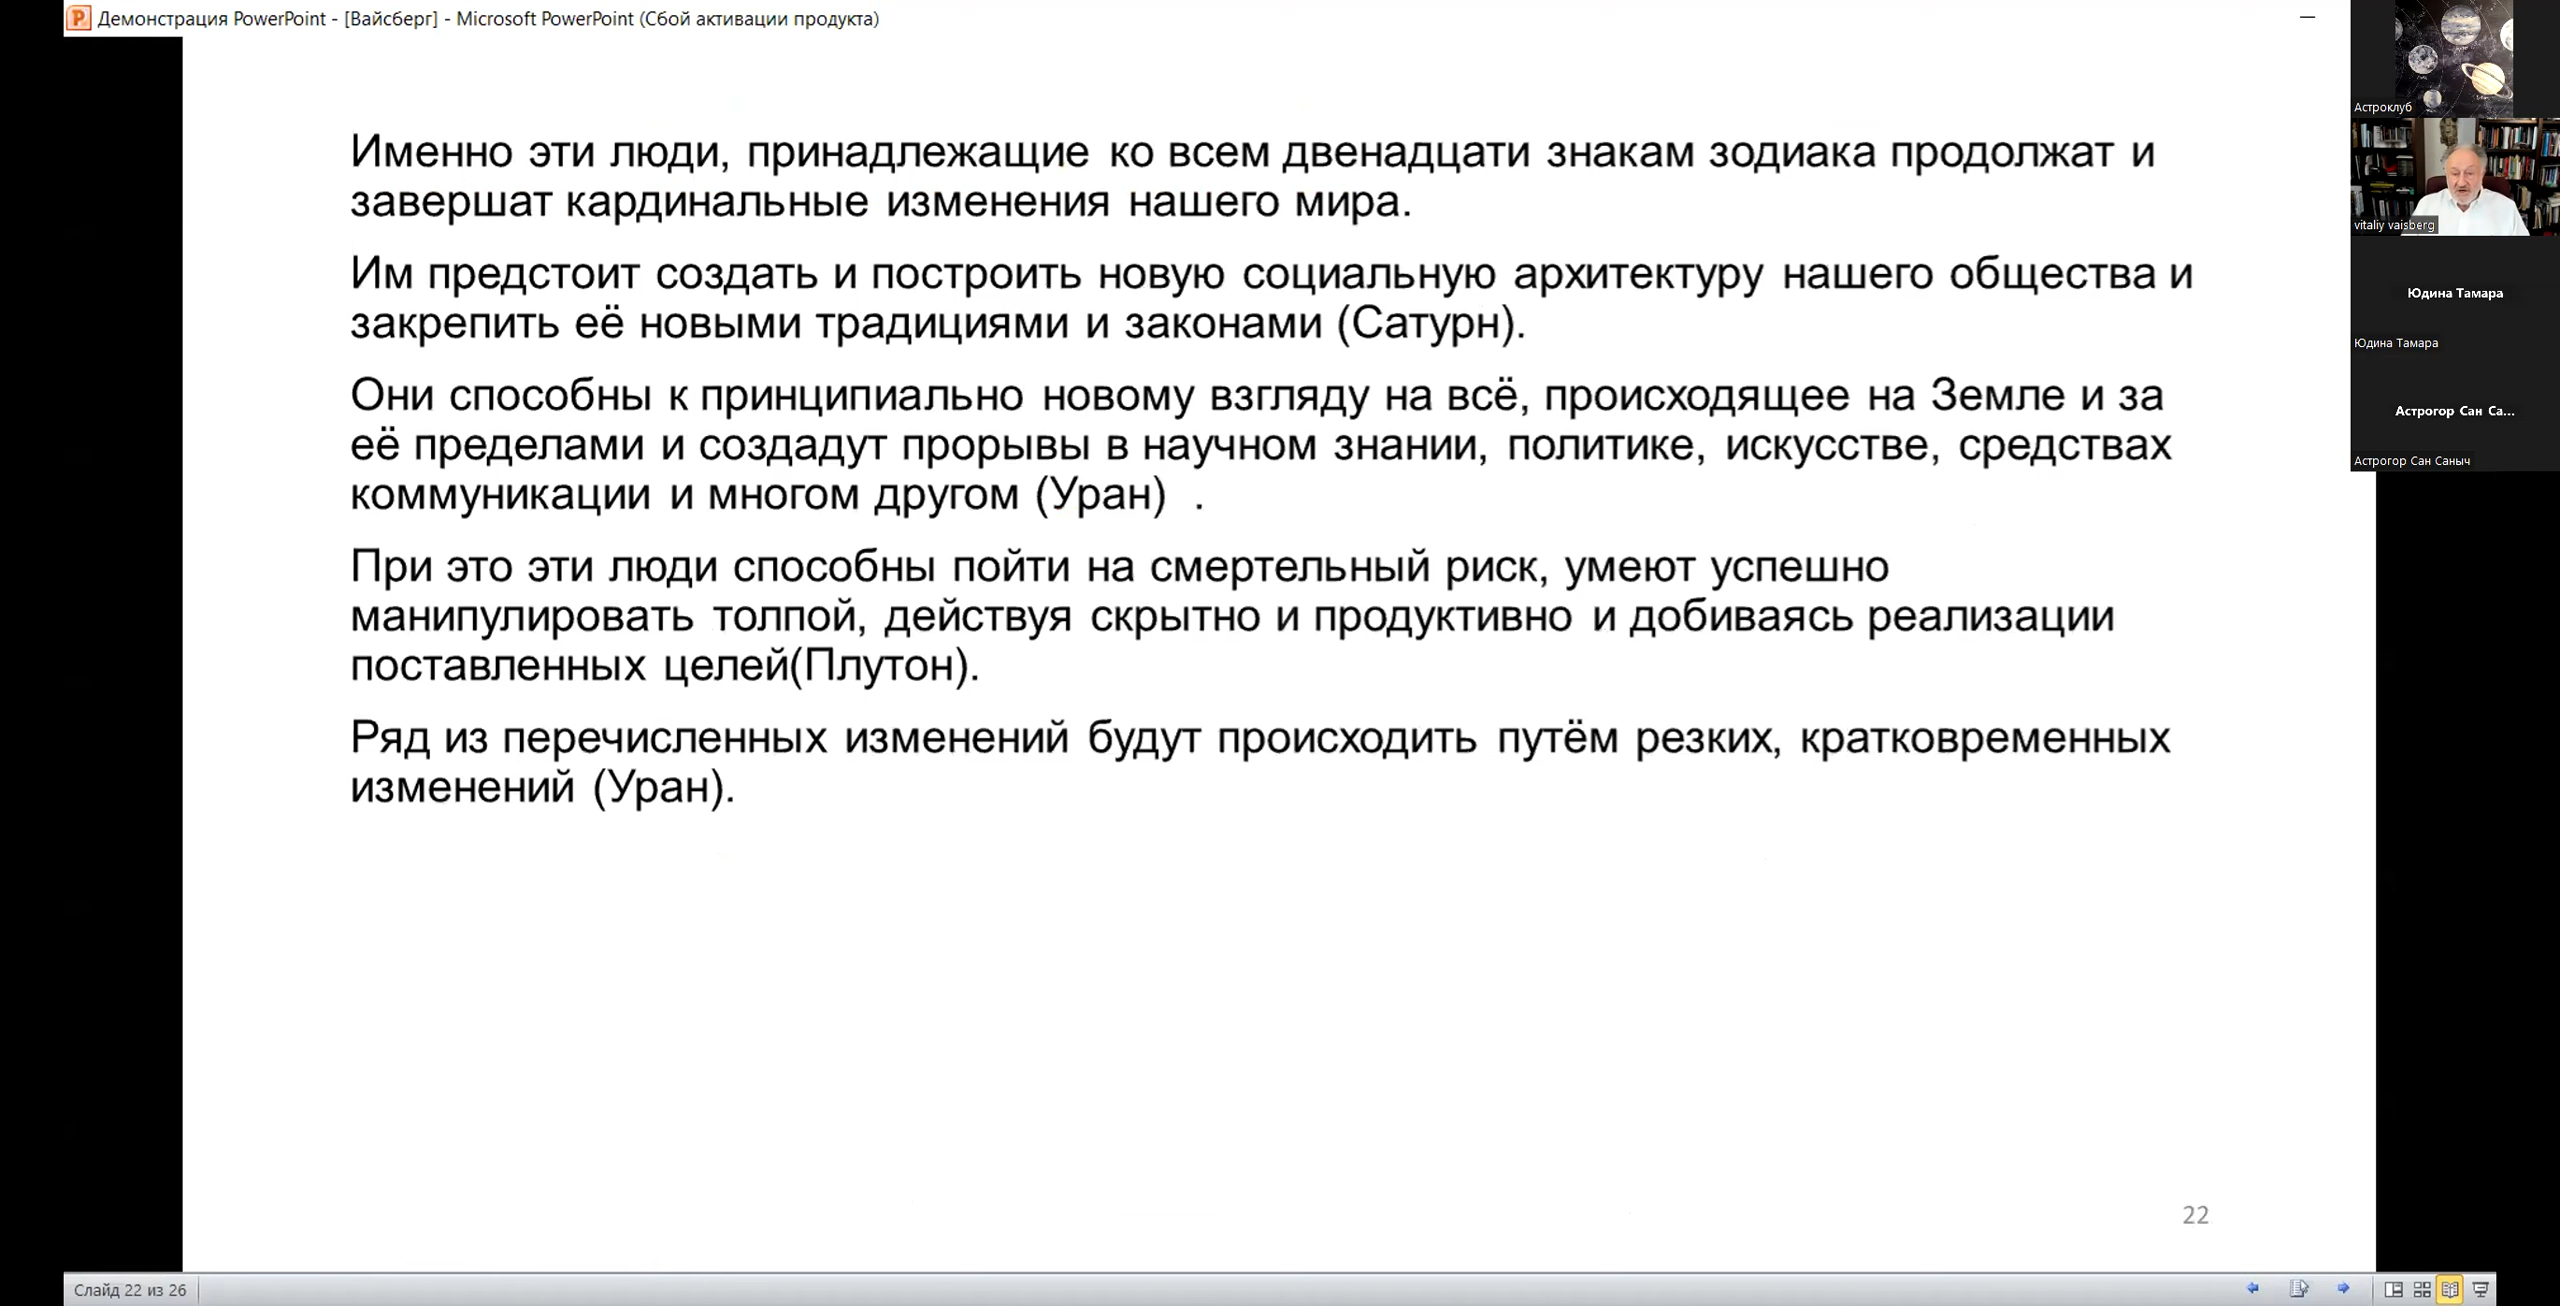 Демонстрация PowerPoint - [Вайсберг] - Microsoft PowerPoint (Сбой активации продукта)
Именно эти люди, принадлежащие ко всем двенадцати знакам зодиака продолжат и
завершат кардинальные изменения нашего мира.
Им предстоит создать и построить новую социальную архитектуру нашего общества и
закрепить её новыми традициями и законами (Сатурн).
Они способны к принципиально новому взгляду на всё, происходящее на Земле и за
её пределами и создадут прорывы в научном знании, политике, искусстве, средствах
коммуникации и многом другом (Уран) .
При это эти люди способны пойти на смертельный риск, умеют успешно
манипулировать толпой, действуя скрытно и продуктивно и добиваясь реализации
поставленных целей(Плутон).
Ряд из перечисленных изменений будут происходить путём резких, кратковременных
изменений (Уран).
22
Слайд 22 из 26
Астроклуб
vitaliy vaisberg
Юдина Тамара
Юдина Тамара
Астрогор Сан Са...
Астрогор Сан Саныч